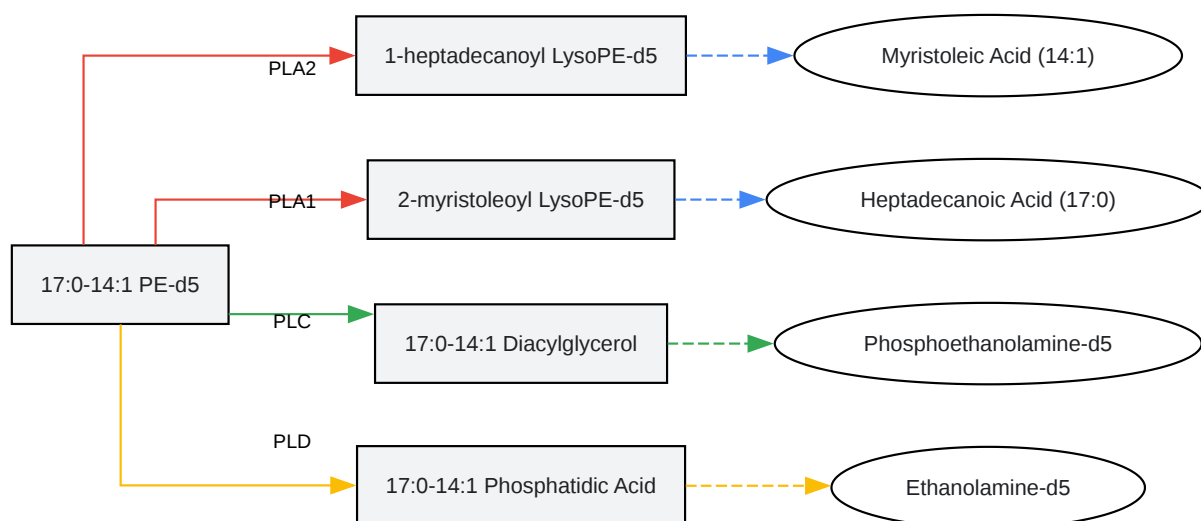 PLA2
1-heptadecanoyl LysoPE-d5
Myristoleic Acid (14:1)
PLA1
2-myristoleoyl LysoPE-d5
Heptadecanoic Acid (17:0)
17:0-14:1 PE-d5
PLC
17:0-14:1 Diacylglycerol
Phosphoethanolamine-d5
PLD
17:0-14:1 Phosphatidic Acid
Ethanolamine-d5